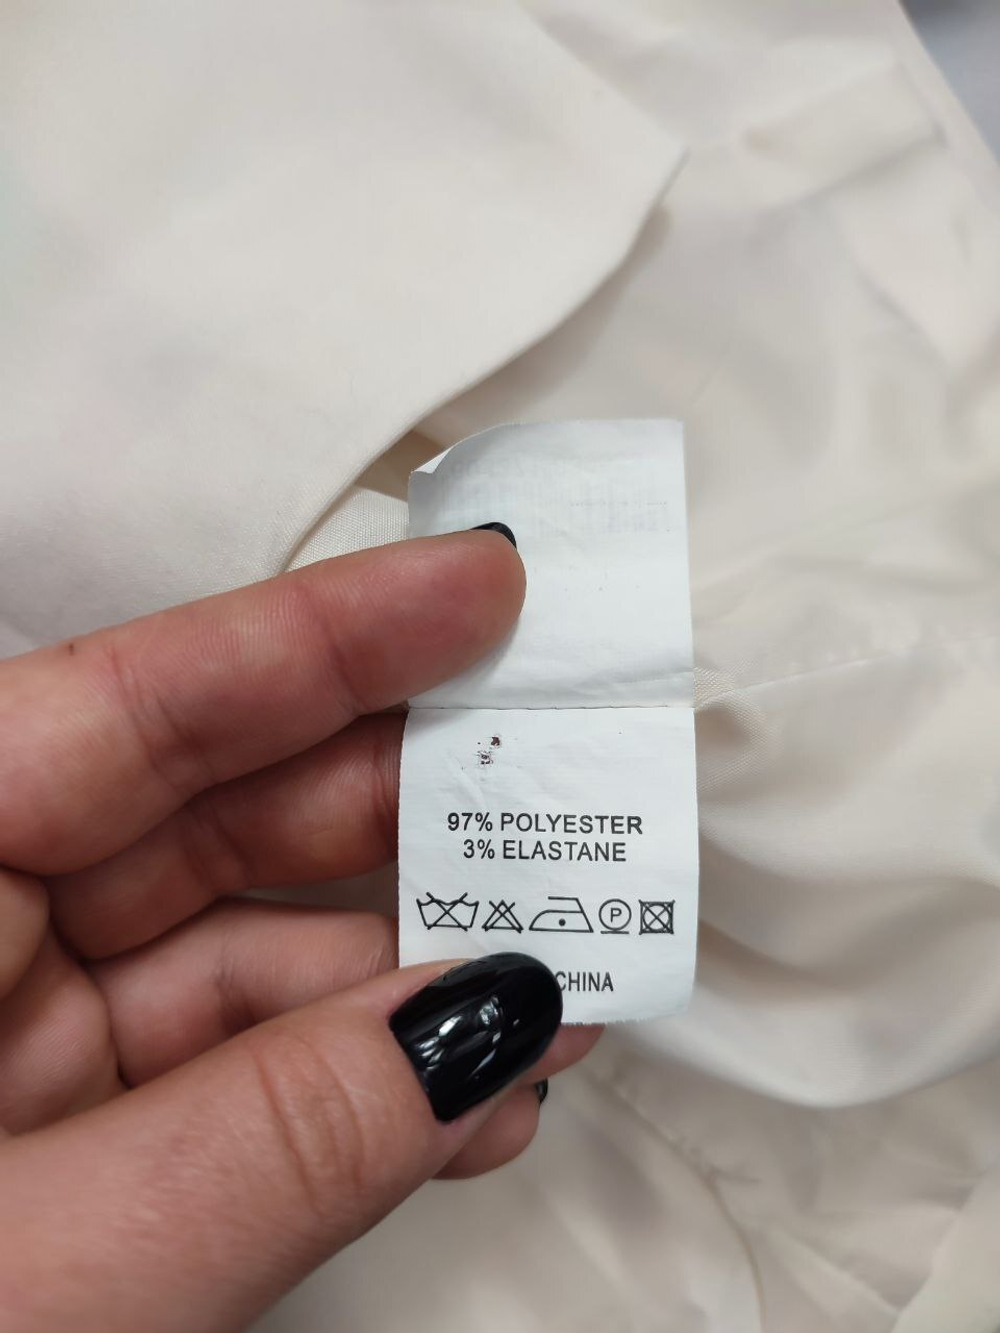 97% POLYESTER
3% ELASTANE
P
CHINA